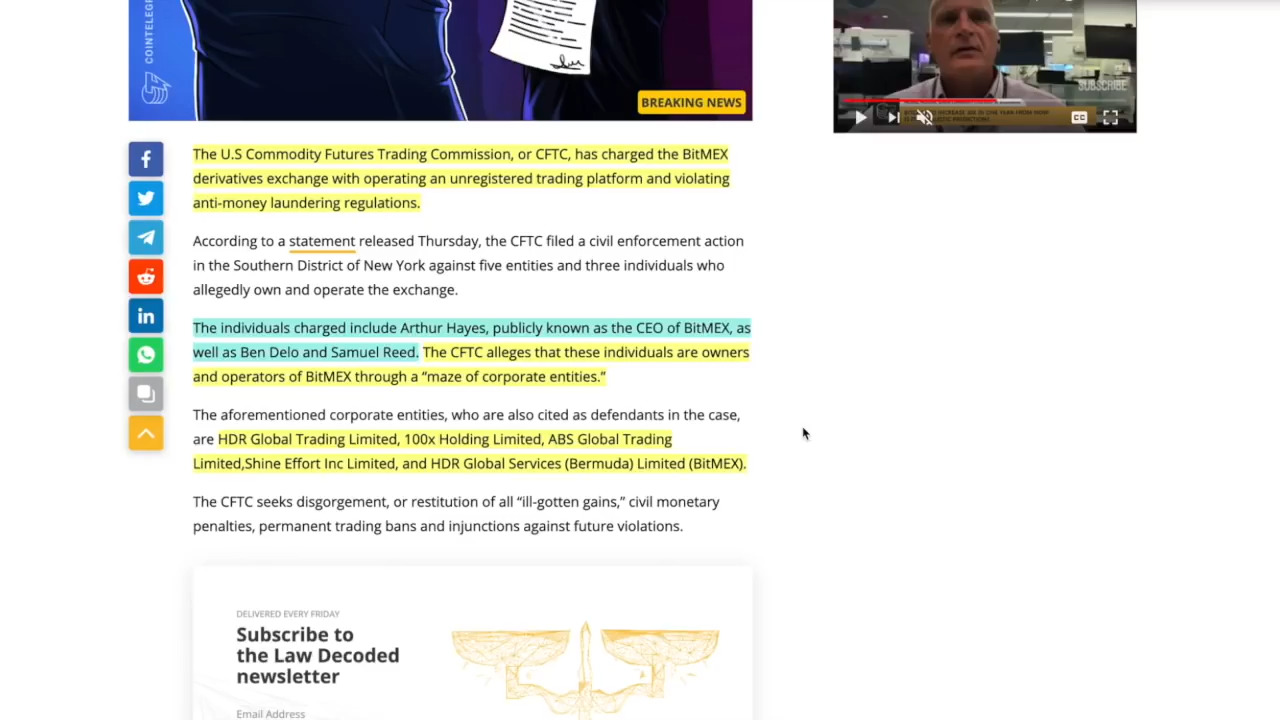 COINTELEGR
BREAKING NEWS
SUBSCRIBE
CC
The U.S Commodity Futures Trading Commission, or CFTC, has charged the BitMEX
derivatives exchange with operating an unregistered trading platform and violating
anti-money laundering regulations.
According to a statement released Thursday, the CFTC filed a civil enforcement action
in the Southern District of New York against five entities and three individuals who
allegedly own and operate the exchange.
The individuals charged include Arthur Hayes, publicly known as the CEO of BitMEX, as
well as Ben Delo and Samuel Reed. The CFTC alleges that these individuals are owners
and operators of BitMEX through a “maze of corporate entities.”
The aforementioned corporate entities, who are also cited as defendants in the case,
are HDR Global Trading Limited, 100x Holding Limited, ABS Global Trading
Limited,Shine Effort Inc Limited, and HDR Global Services (Bermuda) Limited (BitMEX).
The CFTC seeks disgorgement, or restitution of all “ill-gotten gains,” civil monetary
penalties, permanent trading bans and injunctions against future violations.
DELIVERED EVERY FRIDAY
Subscribe to
the Law Decoded
newsletter
Email Address